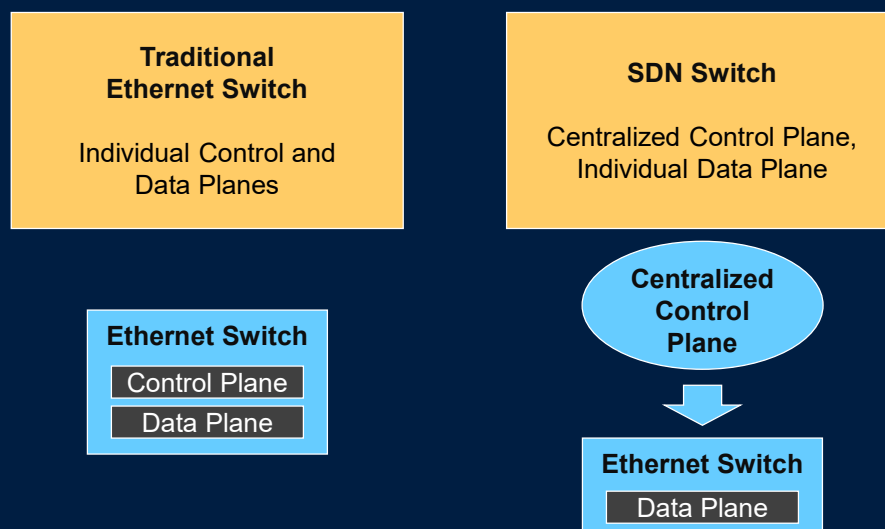 Traditional
Ethernet Switch
Individual Control and
Data Planes
Ethernet Switch
Control Plane
Data Plane
SDN Switch
Centralized Control Plane,
Individual Data Plane
Centralized
Control
Plane
Ethernet Switch
Data Plane